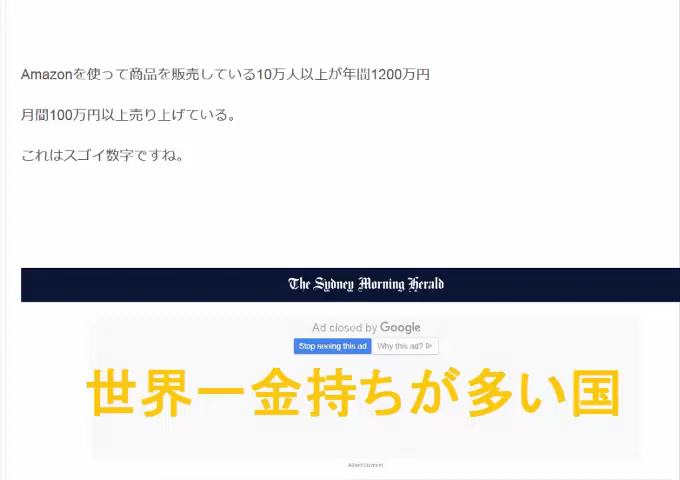 Amazonを使って商品を販売している10万人以上が年間1200万円
月間100万円以上売り上げている。
これはスゴイ数字ですね。
The Sydney Morning Herald
Ad closed by Google
Stop seeing this ad Why this ad?
世界一金持ちが多い国
Advertisement